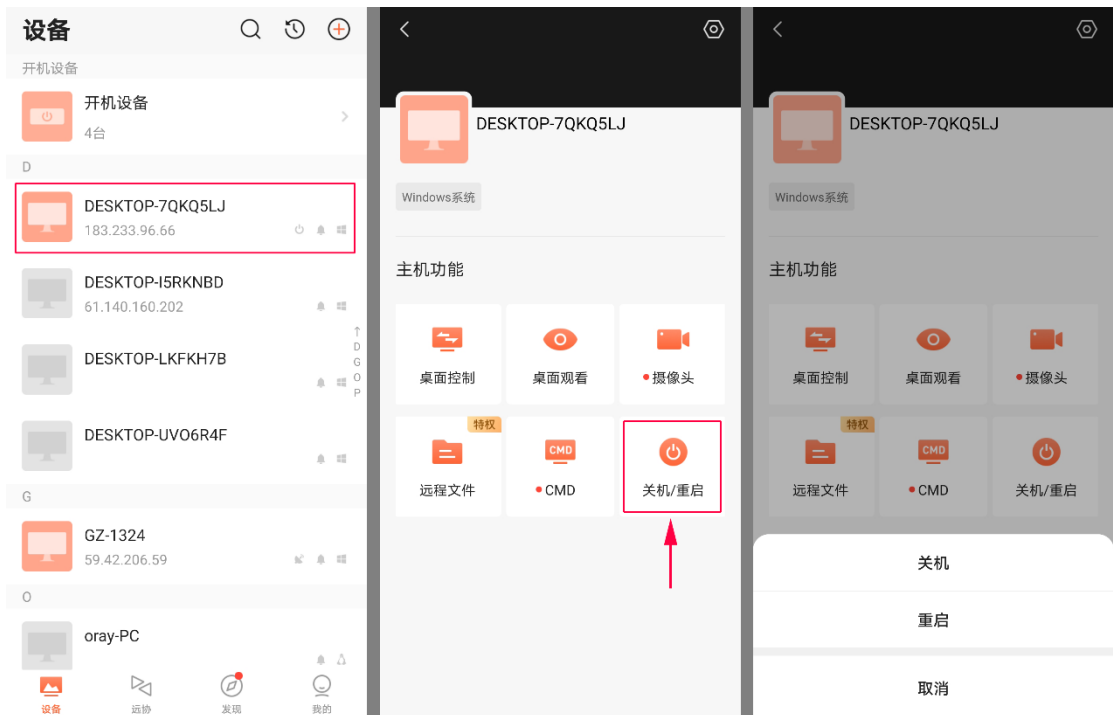 设备
开机设备
开机设备
4台
D
DESKTOP-7QKQ5LJ
183.233.96.66
DESKTOP-I5RKNBD
61.140.160.202
DESKTOP-LKFKH7B
DESKTOP-UVO6R4F
↑
D
G
O
P
G
GZ-1324
59.42.206.59
O
oray-PC
设备
远协
发现
我的
DESKTOP-7QKQ5LJ
Windows系统
主机功能
桌面控制
桌面观看
摄像头
特权
远程文件
CMD
CMD
关机/重启
DESKTOP-7QKQ5LJ
Windows系统
主机功能
桌面控制
桌面观看
摄像头
特权
远程文件
CMD
CMD
关机/重启
关机
重启
取消